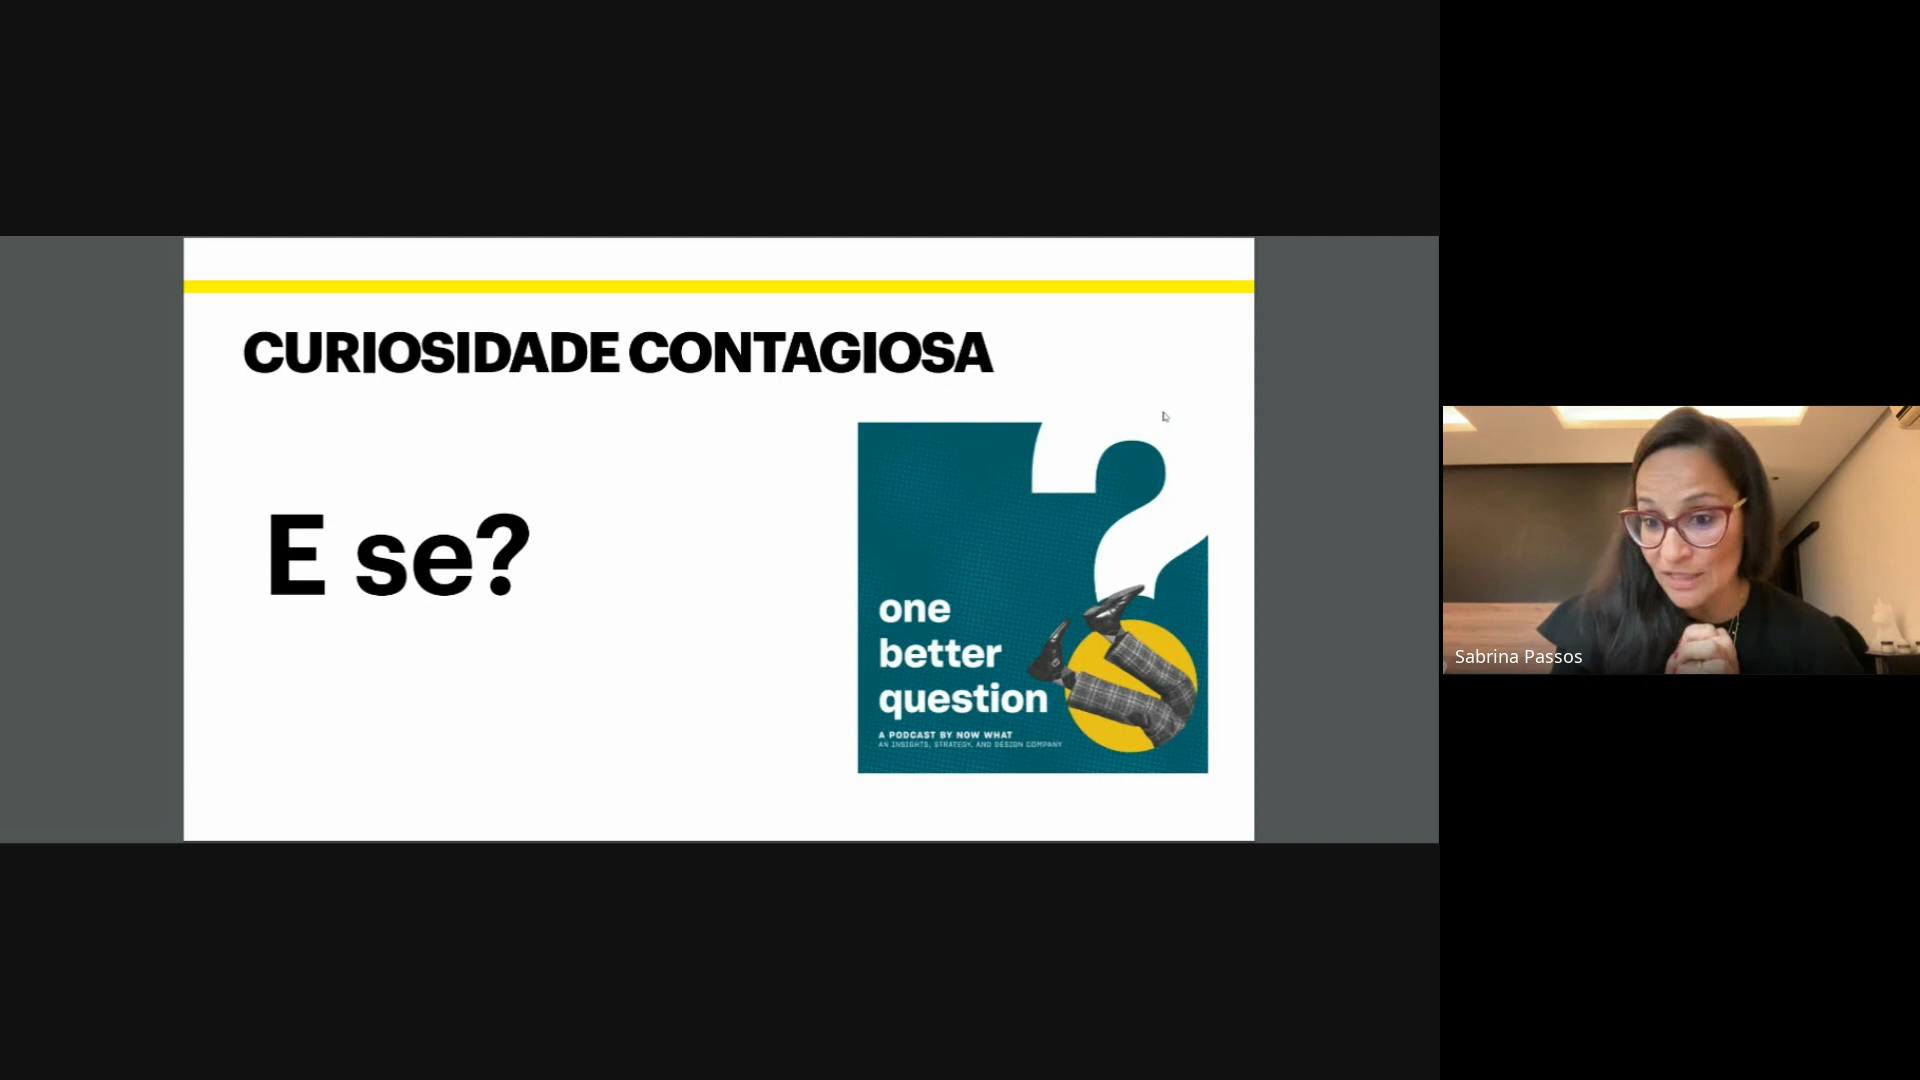 CURIOSIDADE CONTAGIOSA
E se?
one
better
question
A PODCAST BY NOW WHAT
AN INSIGHTS, STRATEGY, AND DESIGN COMPANY
Sabrina Passos